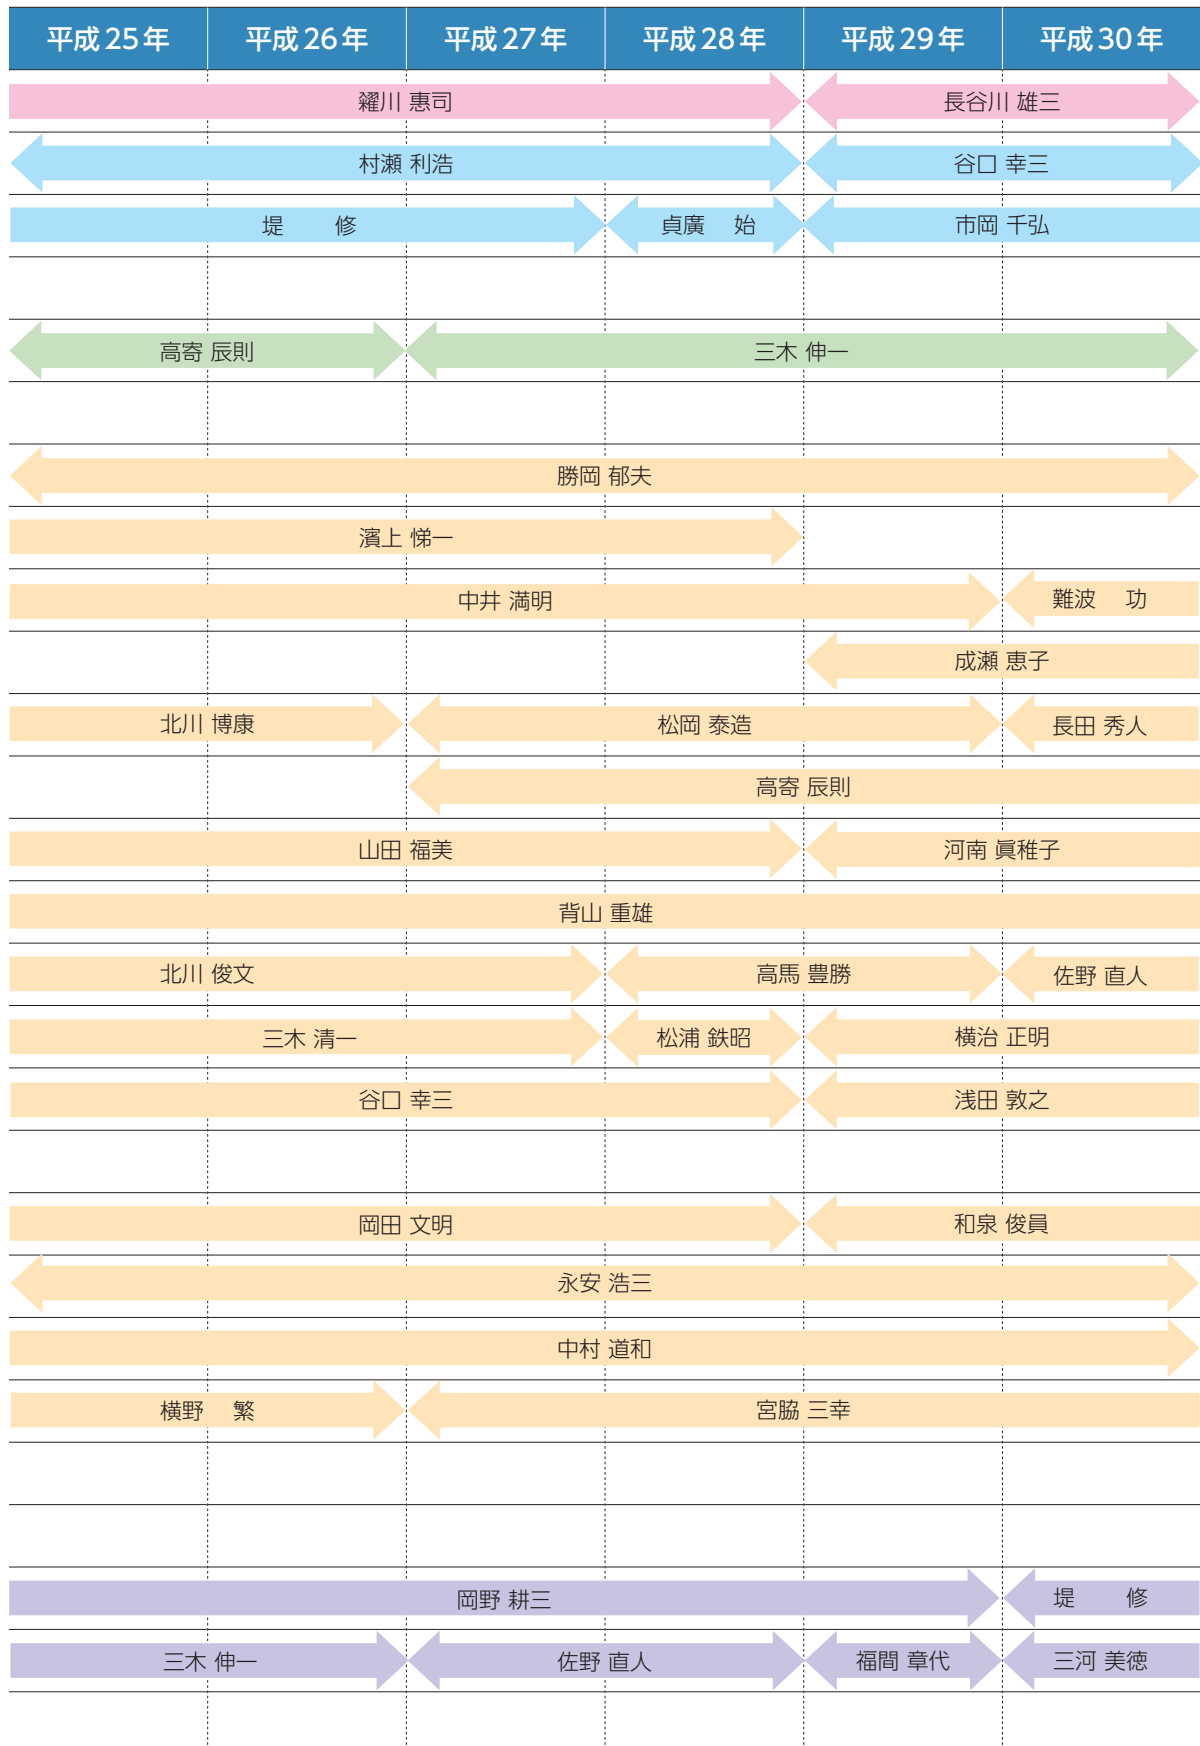 平成25年 平成26年 平成27年 平成28年 平成29年 平成30年
糴川 惠司 長谷川 雄三
村瀬 利浩 谷口 幸三
堤 修 貞廣 始 市岡 千弘
高寄 辰則 三木 伸一
勝岡 郁夫
濱上 悌一
中井 満明 難波 功
成瀬 恵子
北川 博康 松岡 泰造 長田 秀人
高寄 辰則
山田 福美 河南 眞稚子
背山 重雄
北川 俊文 高馬 豊勝 佐野 直人
三木 清一 松浦 鉄昭 横治 正明
谷口 幸三 浅田 敦之
岡田 文明 和泉 俊員
永安 浩三
中村 道和
横野 繁 宮脇 三幸
岡野 耕三 堤 修
三木 伸一 佐野 直人 福間 章代 三河 美徳